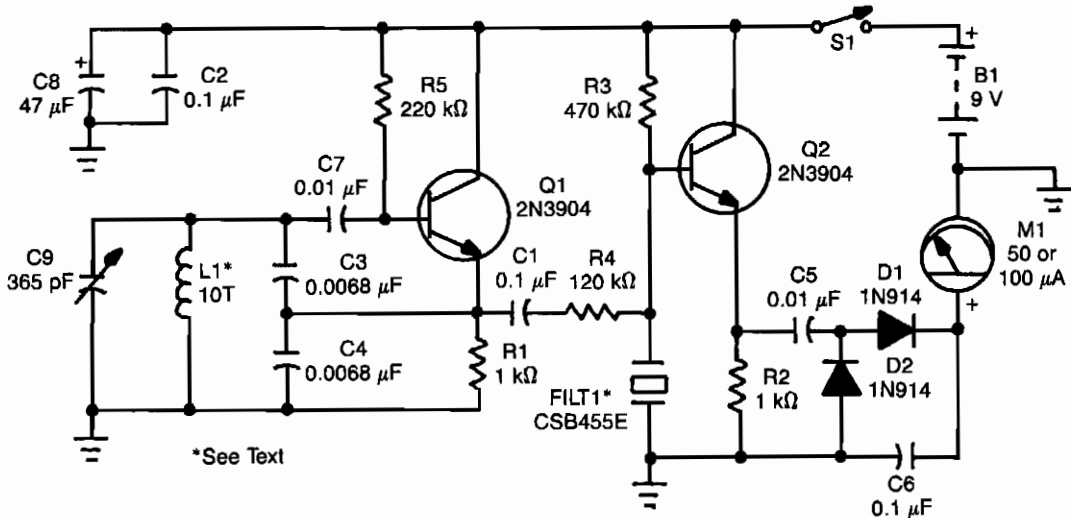 C8
47 µF
+
C2
0.1 µF
R5
220 kΩ
C7
0.01 µF
Q1
2N3904
C9
365 pF
L1*
10T
C3
0.0068 µF
C4
0.0068 µF
R1
1 kΩ
C1
0.1 µF
R4
120 kΩ
R3
470 kΩ
Q2
2N3904
FILT1*
CSB455E
R2
1 kΩ
C5
0.01 µF
D1
1N914
D2
1N914
C6
0.1 µF
S1
+
B1
9 V
M1
50 or
100 µA
+
*See Text